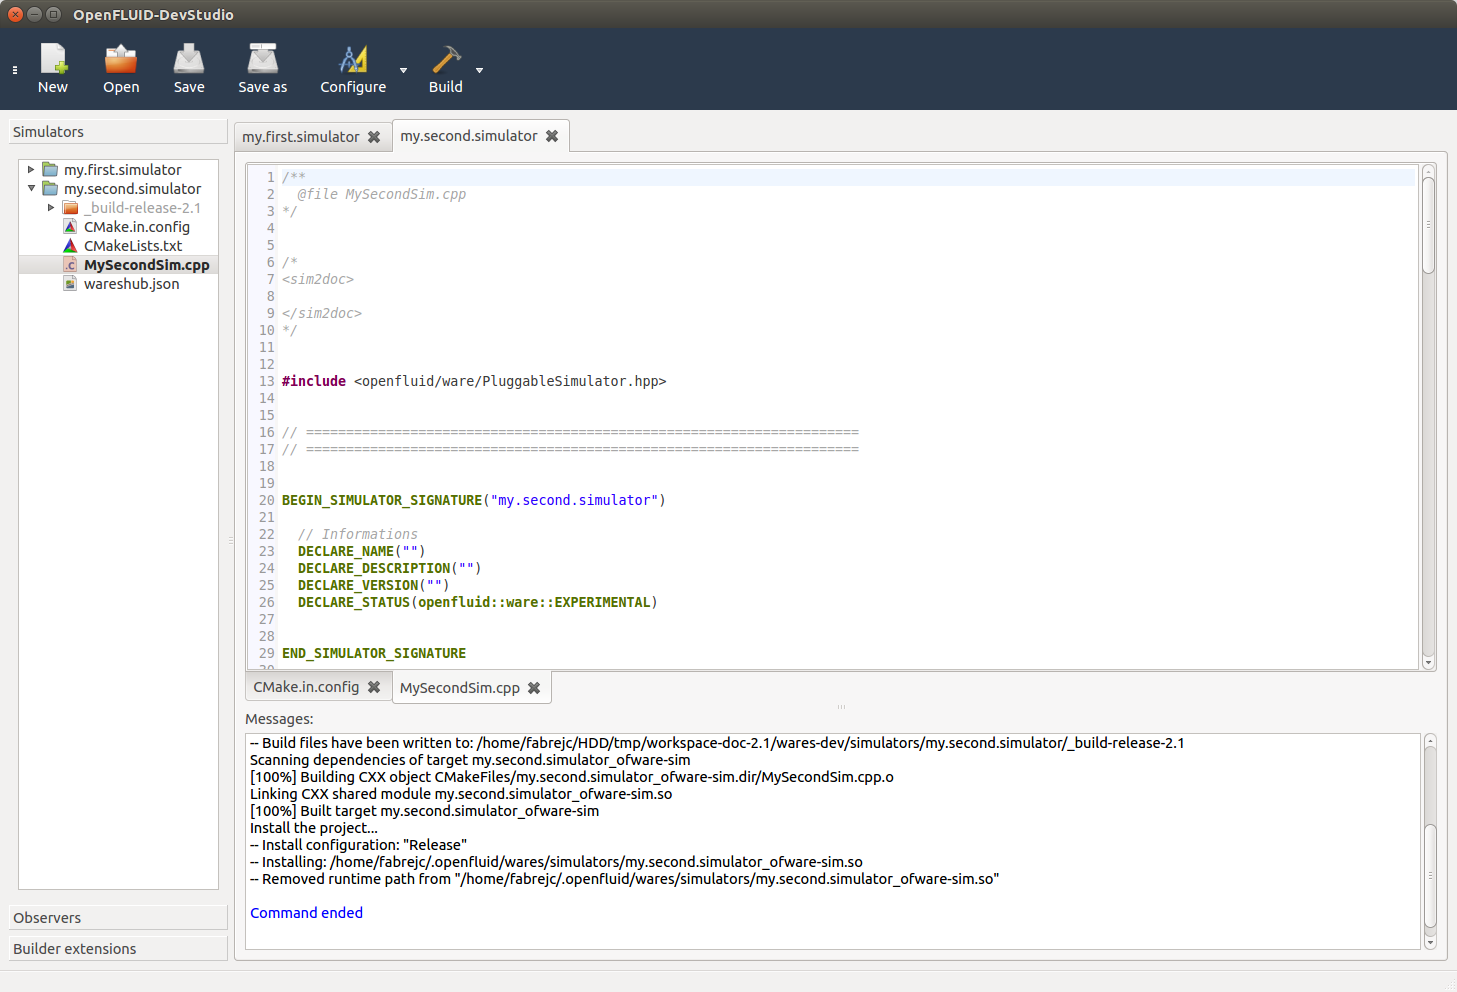 OpenFLUID-DevStudio
New Open Save Save as Configure Build
Simulators
my.first.simulator
my.second.simulator
_build-release-2.1
CMake.in.config
CMakeLists.txt
MySecondSim.cpp
wareshub.json
Observers
Builder extensions
my.first.simulator my.second.simulator
1 /**
2 @file MySecondSim.cpp
3 */
4
5
6 /*
7 <sim2doc>
8
9 </sim2doc>
10 */
11
12
13 #include <openfluid/ware/PluggableSimulator.hpp>
14
15
16 // =====================================================================
17 // =====================================================================
18
19
20 BEGIN_SIMULATOR_SIGNATURE("my.second.simulator")
21
22 // Informations
23 DECLARE_NAME("")
24 DECLARE_DESCRIPTION("")
25 DECLARE_VERSION("")
26 DECLARE_STATUS(openfluid::ware::EXPERIMENTAL)
27
28
29 END_SIMULATOR_SIGNATURE
CMake.in.config MySecondSim.cpp
Messages:
-- Build files have been written to: /home/fabrejc/HDD/tmp/workspace-doc-2.1/wares-dev/simulators/my.second.simulator/_build-release-2.1
Scanning dependencies of target my.second.simulator_ofware-sim
[100%] Building CXX object CMakeFiles/my.second.simulator_ofware-sim.dir/MySecondSim.cpp.o
Linking CXX shared module my.second.simulator_ofware-sim.so
[100%] Built target my.second.simulator_ofware-sim
Install the project...
-- Install configuration: "Release"
-- Installing: /home/fabrejc/.openfluid/wares/simulators/my.second.simulator_ofware-sim.so
-- Removed runtime path from "/home/fabrejc/.openfluid/wares/simulators/my.second.simulator_ofware-sim.so"
Command ended